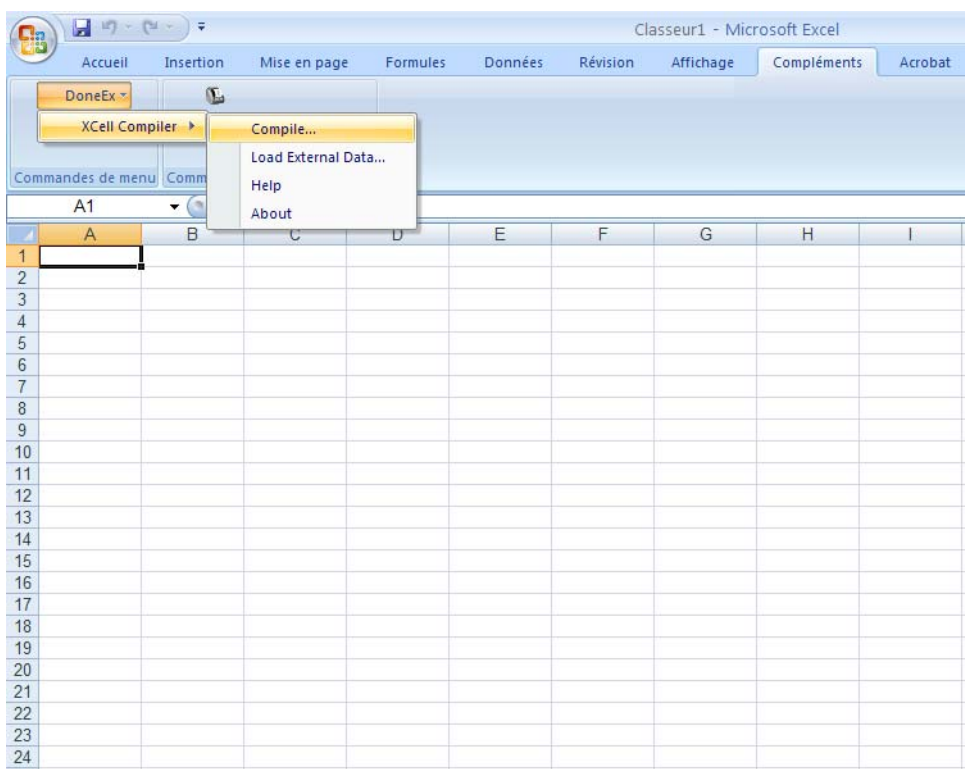 Classeur1 - Microsoft Excel
Accueil Insertion Mise en page Formules Données Révision Affichage Compléments Acrobat
DoneEx
XCell Compiler Compile...
Load External Data...
Help
About
Commandes de menu Comm
A1
A B C D E F G H I
1
2
3
4
5
6
7
8
9
10
11
12
13
14
15
16
17
18
19
20
21
22
23
24